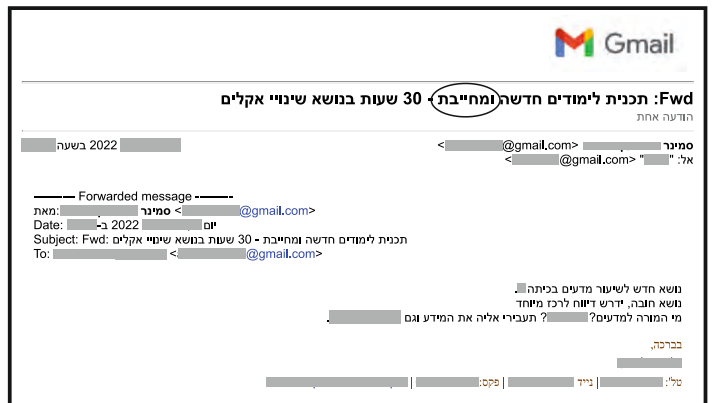 Gmail
Fwd: תכנית לימודים חדשה ומחייבת - 30 שעות בנושא שינויי אקלים
הודעה אחת
סמינר <@gmail.com>
2022 בשעה
אל: "" <@gmail.com>
Forwarded message
מאת: סמינר <@gmail.com>
Date: יום 2022 ב-
Subject: Fwd: תכנית לימודים חדשה ומחייבת - 30 שעות בנושא שינויי אקלים
To: <@gmail.com>
נושא חדש לשיעור מדעים בכיתה.
נושא חובה, ידרש דיווח לרכז מיוחד
מי המורה למדעים? ? תעבירי אליה את המידע וגם .
בברכה,
טל': | נייד | פקס: |